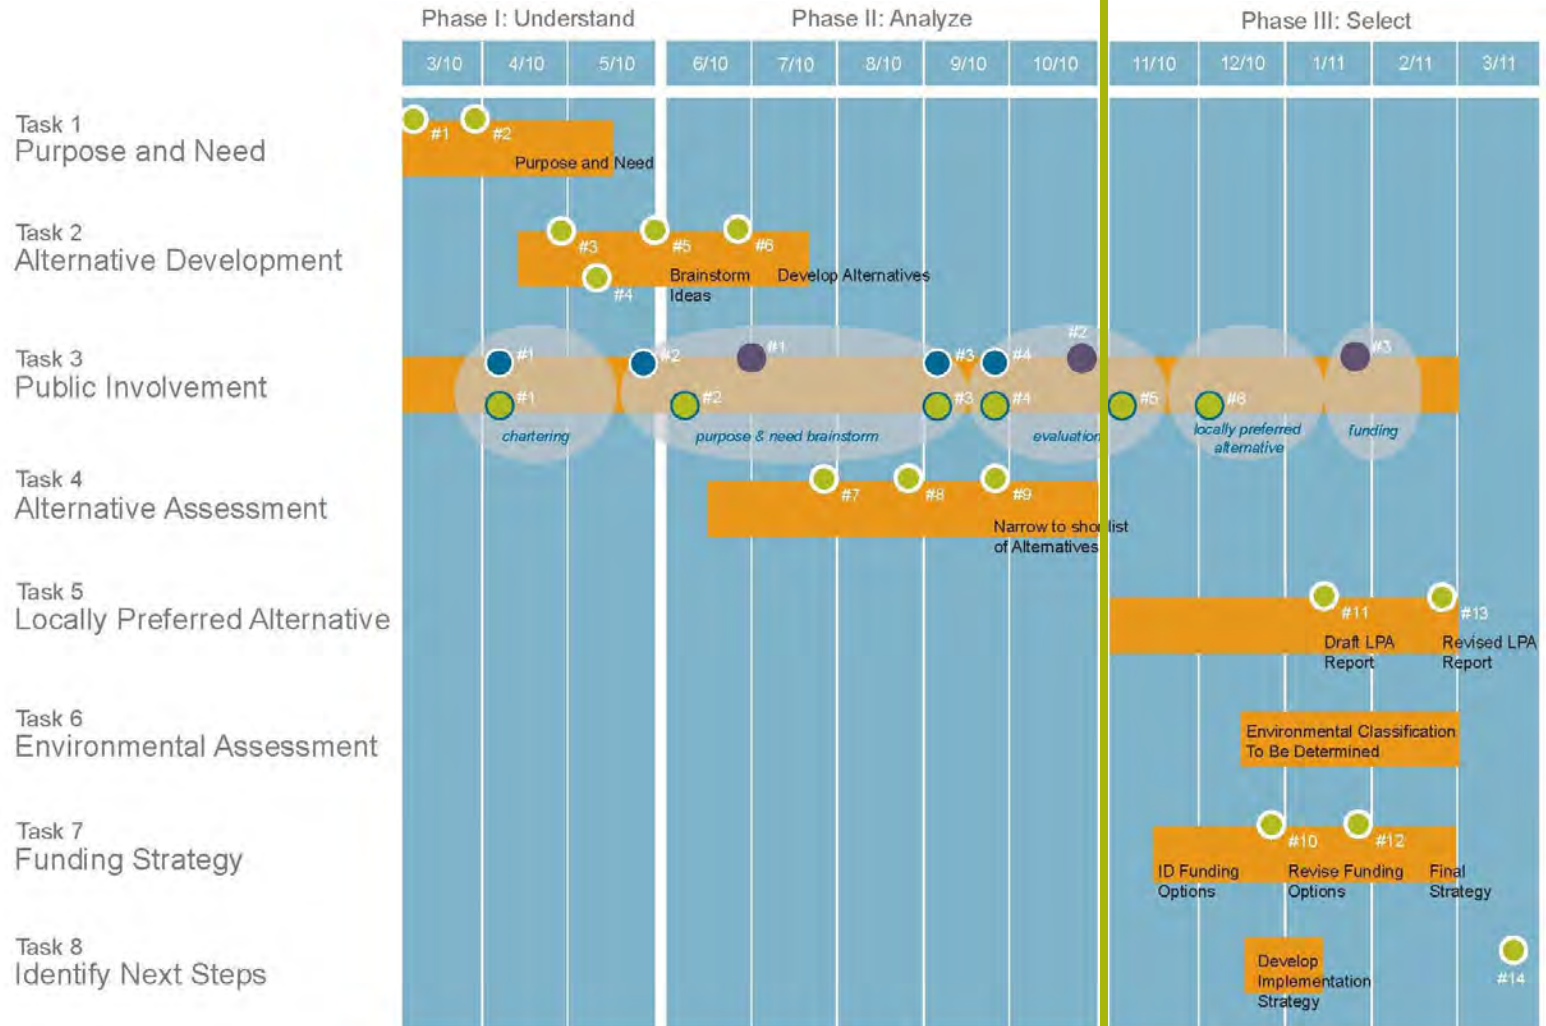 Phase I: Understand
Phase II: Analyze
Phase III: Select
3/10
4/10
5/10
6/10
7/10
8/10
9/10
10/10
11/10
12/10
1/11
2/11
3/11
Task 1
Purpose and Need
#1
#2
Purpose and Need
Task 2
Alternative Development
#3
#5
#6
#4
Brainstorm
Ideas
Develop Alternatives
Task 3
Public Involvement
#1
#2
#1
#3
#4
#2
#3
#1
#2
#3
#4
#5
#6
chartering
purpose & need brainstorm
evaluation
locally preferred
alternative
funding
Task 4
Alternative Assessment
#7
#8
#9
Narrow to shortlist
of Alternatives
Task 5
Locally Preferred Alternative
#11
#13
Draft LPA
Report
Revised LPA
Report
Task 6
Environmental Assessment
Environmental Classification
To Be Determined
Task 7
Funding Strategy
#10
#12
ID Funding
Options
Revise Funding
Options
Final
Strategy
Task 8
Identify Next Steps
Develop
Implementation
Strategy
#14